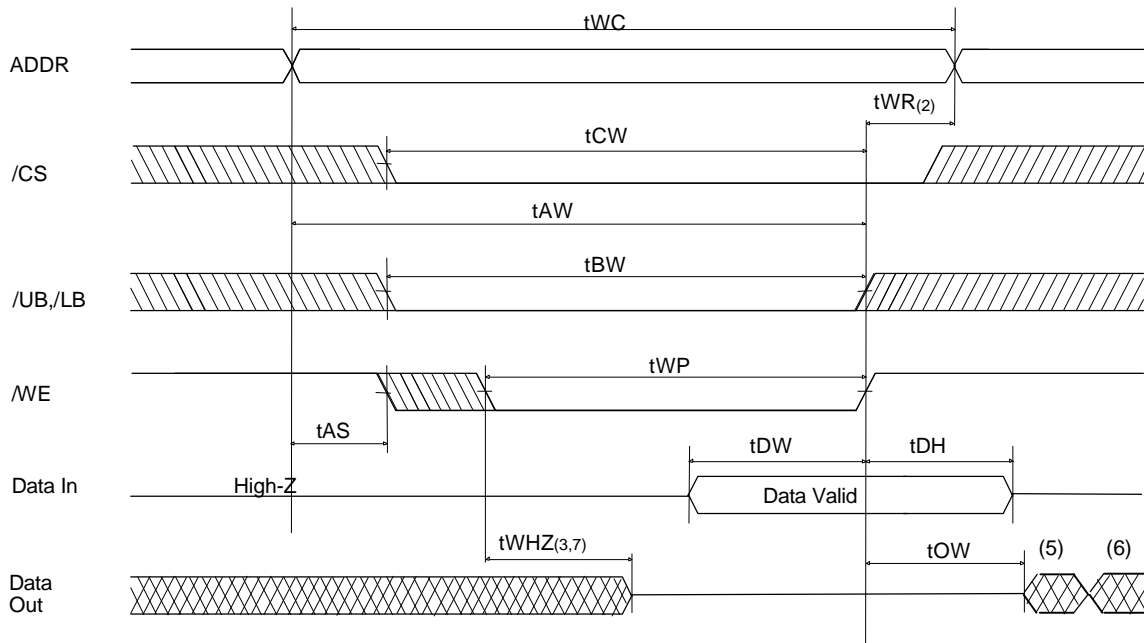 tWC
ADDR
tWR(2)
tCW
/CS
tAW
tBW
/UB,/LB
tWP
/WE
tAS
tDW
tDH
Data In
High-Z
Data Valid
tWHZ(3,7)
tOW
(5)
(6)
Data
Out